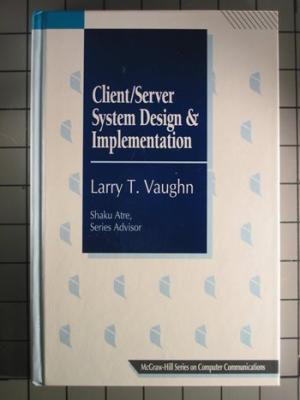 Client/Server
System Design &
Implementation
Larry T. Vaughn
Shaku Atre,
Series Advisor
McGraw-Hill Series on Computer Communications